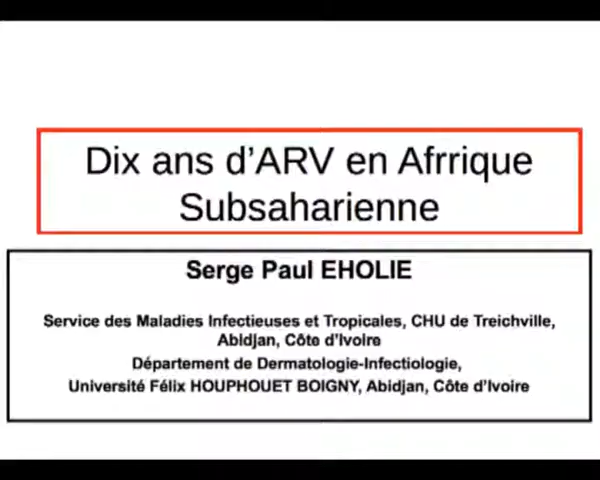 Dix ans d'ARV en Afrrique
Subsaharienne
Serge Paul EHOLIE
Service des Maladies Infectieuses et Tropicales, CHU de Treichville,
Abidjan, Côte d'Ivoire
Département de Dermatologie-Infectiologie,
Université Félix HOUPHOUET BOIGNY, Abidjan, Côte d'Ivoire